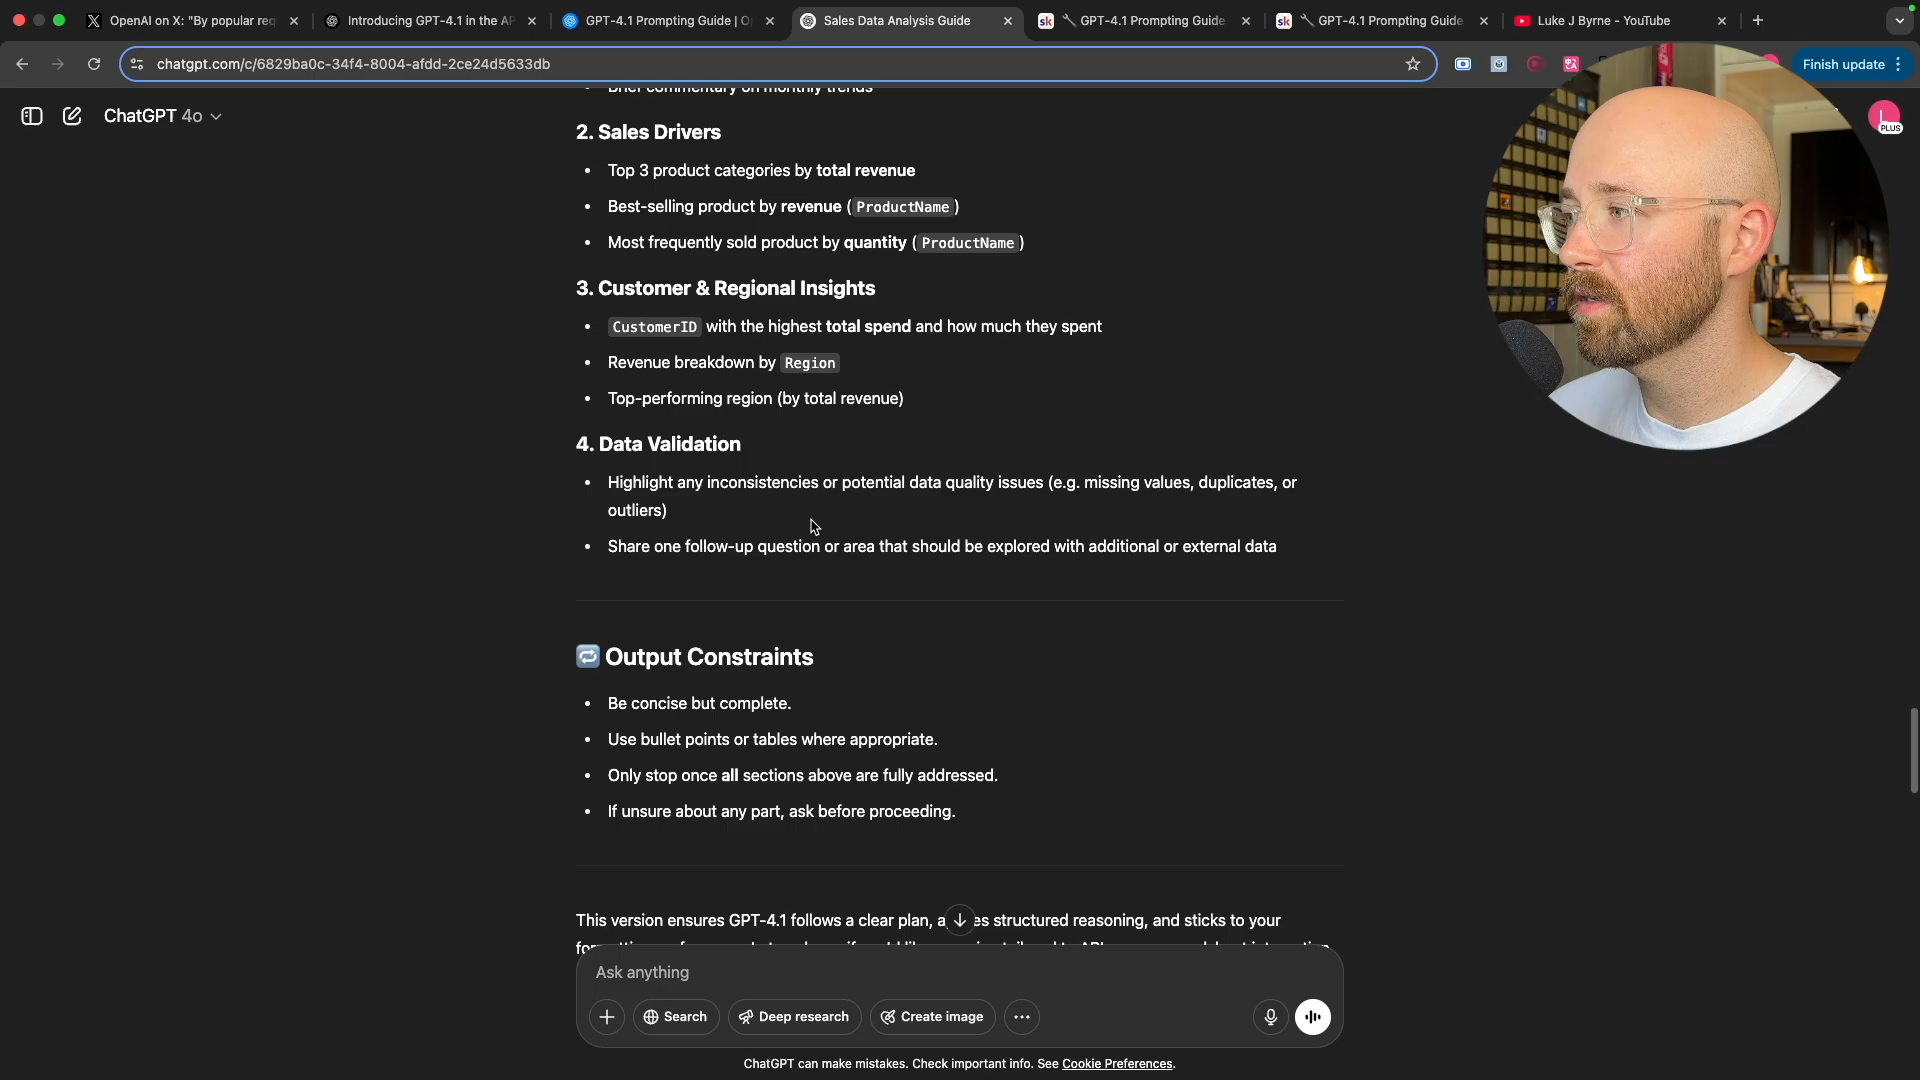 OpenAI on X: "By popular req
Introducing GPT-4.1 in the AP
GPT-4.1 Prompting Guide | O
Sales Data Analysis Guide
GPT-4.1 Prompting Guide
GPT-4.1 Prompting Guide
Luke J Byrne - YouTube
chatgpt.com/c/6829ba0c-34f4-8004-afdd-2ce24d5633db
Finish update
ChatGPT 4o
PLUS
Brief commentary on monthly trends
2. Sales Drivers
• Top 3 product categories by total revenue
• Best-selling product by revenue (ProductName)
• Most frequently sold product by quantity (ProductName)
3. Customer & Regional Insights
• CustomerID with the highest total spend and how much they spent
• Revenue breakdown by Region
• Top-performing region (by total revenue)
4. Data Validation
• Highlight any inconsistencies or potential data quality issues (e.g. missing values, duplicates, or
outliers)
• Share one follow-up question or area that should be explored with additional or external data
🔁 Output Constraints
• Be concise but complete.
• Use bullet points or tables where appropriate.
• Only stop once all sections above are fully addressed.
• If unsure about any part, ask before proceeding.
This version ensures GPT-4.1 follows a clear plan, a es structured reasoning, and sticks to your
Ask anything
Search
Deep research
Create image
ChatGPT can make mistakes. Check important info. See Cookie Preferences.